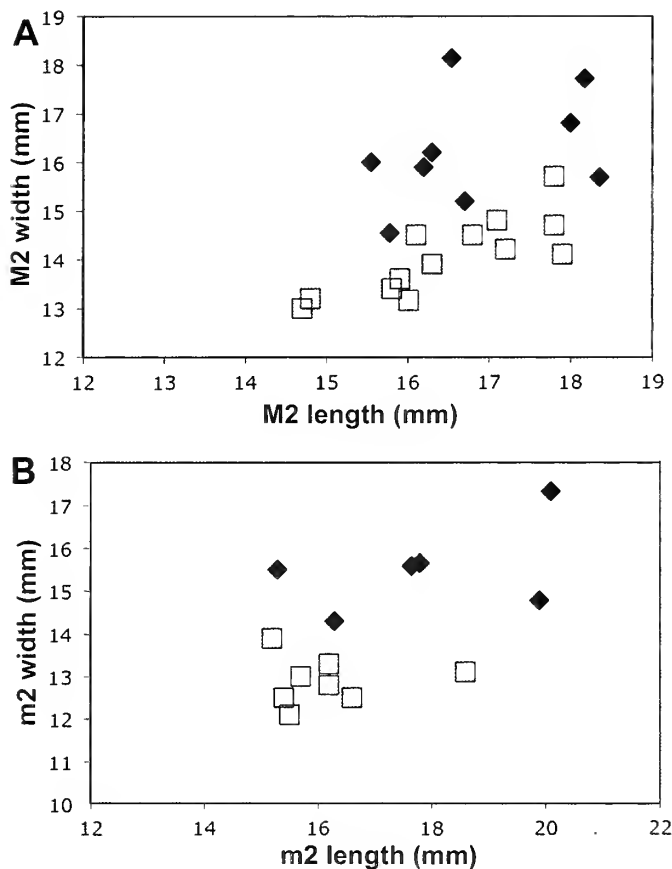 A
19
18
17
16
15
14
13
12
M2 width (mm)
12 13 14 15 16 17 18 19
M2 length (mm)
B
18
17
16
15
14
13
12
11
10
m2 width (mm)
12 14 16 18 20 22
m2 length (mm)